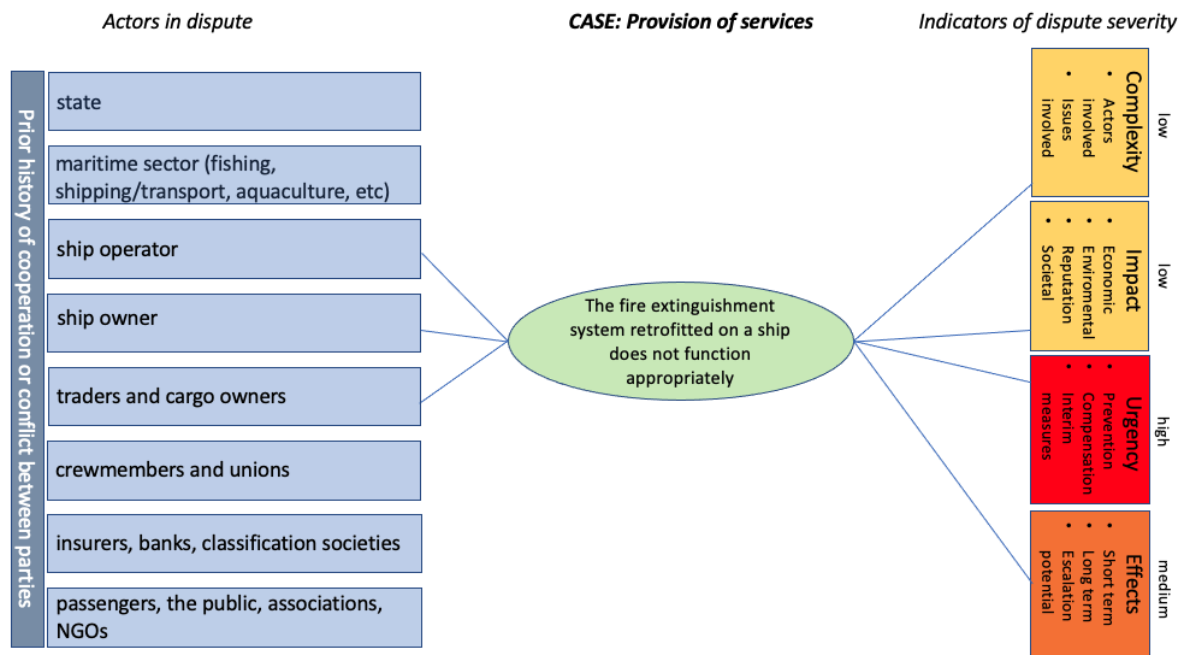 Actors in dispute
CASE: Provision of services
Indicators of dispute severity
Prior history of cooperation or conflict between parties
state
maritime sector (fishing,
shipping/transport, aquaculture, etc)
ship operator
ship owner
traders and cargo owners
crewmembers and unions
insurers, banks, classification societies
passengers, the public, associations,
NGOs
The fire extinguishment
system retrofitted on a ship
does not function
appropriately
Complexity
• Actors
involved
• Issues
involved
low
Impact
• Economic
• Enviromental
• Reputation
• Societal
low
Urgency
• Prevention
• Compensation
• Interim
measures
high
Effects
• Short term
• Long term
• Escalation
potential
medium